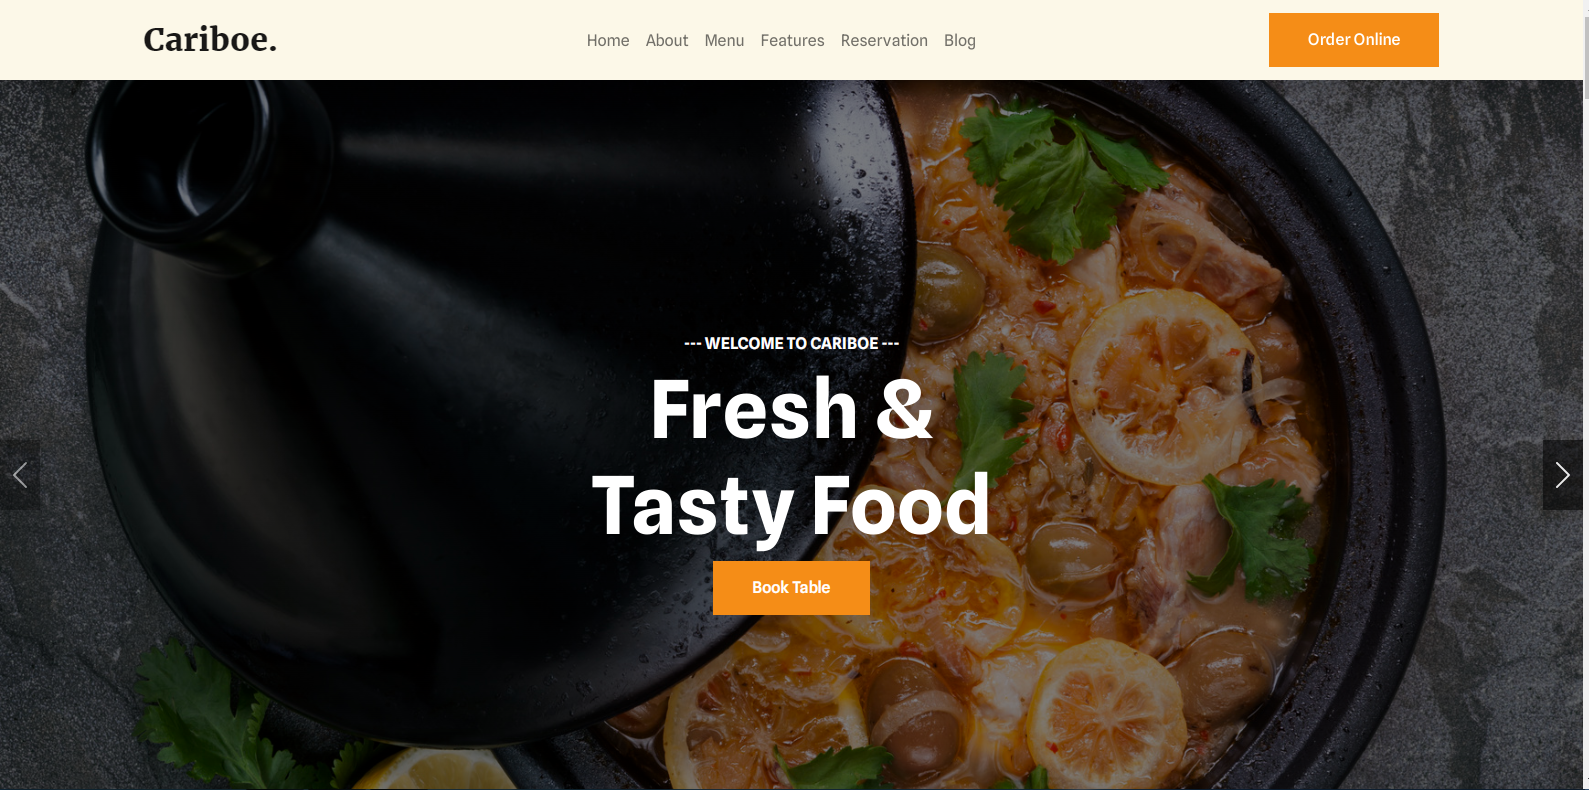 Cariboe.
Home About Menu Features Reservation Blog
Order Online
--- WELCOME TO CARIBOE ---
Fresh &
Tasty Food
Book Table